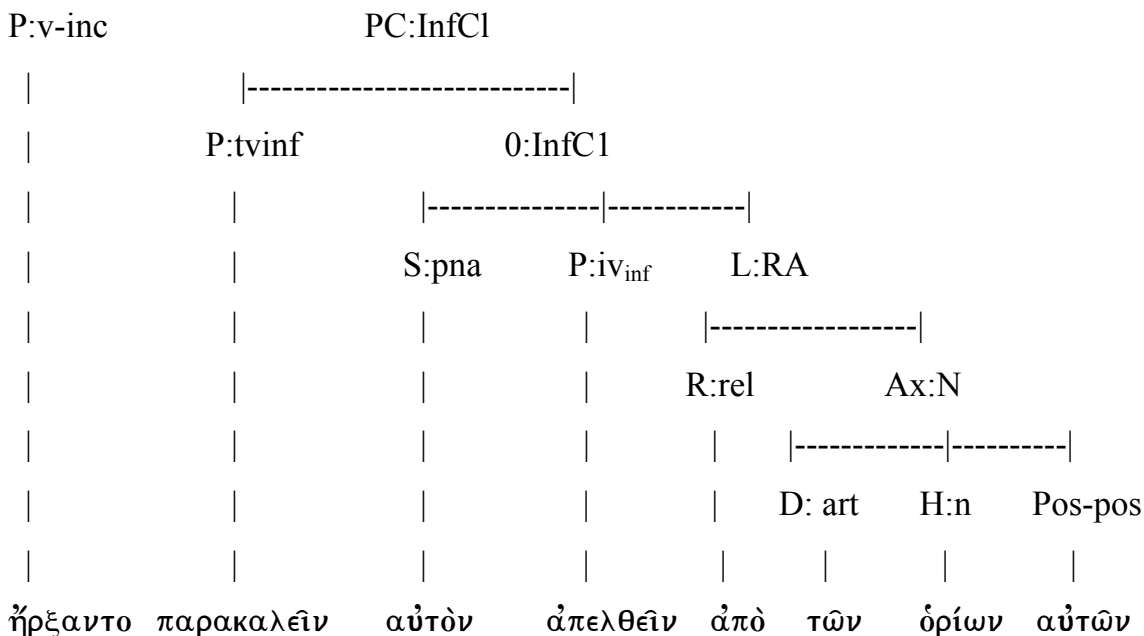 P:v-inc PC:InfCl
| |----------------------------|
| P:tvinf 0:InfC1
| | |---------------|------------|
| | S:pna P:iv_inf L:RA
| | | | |------------------|
| | | | R:rel Ax:N
| | | | | |-------------|----------|
| | | | | D: art H:n Pos-pos
| | | | | | | |
ἤρξαντο παρακαλεῖν αὐτὸν ἀπελθεῖν ἀπὸ τῶν ὁρίων αὐτῶν